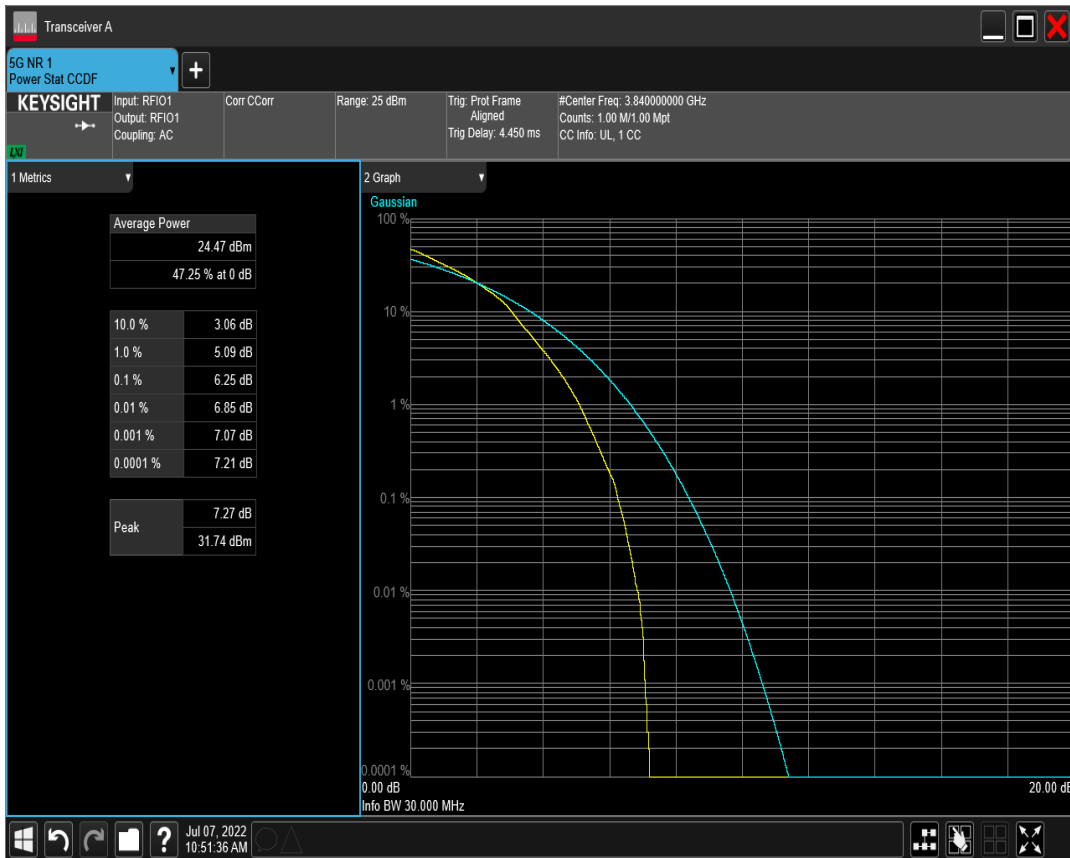 Transceiver A
5G NR 1
Power Stat CCDF
+
KEYSIGHT
LXI
Input: RFIO1
Output: RFIO1
Coupling: AC
Corr CCorr
Range: 25 dBm
Trig: Prot Frame
Aligned
Trig Delay: 4.450 ms
#Center Freq: 3.840000000 GHz
Counts: 1.00 M/1.00 Mpt
CC Info: UL, 1 CC
1 Metrics
Average Power
24.47 dBm
47.25 % at 0 dB
10.0 % 3.06 dB
1.0 % 5.09 dB
0.1 % 6.25 dB
0.01 % 6.85 dB
0.001 % 7.07 dB
0.0001 % 7.21 dB
Peak
7.27 dB
31.74 dBm
2 Graph
Gaussian
100 %
10 %
1 %
0.1 %
0.01 %
0.001 %
0.0001 %
0.00 dB 20.00 dB
Info BW 30.000 MHz
?
Jul 07, 2022
10:51:36 AM